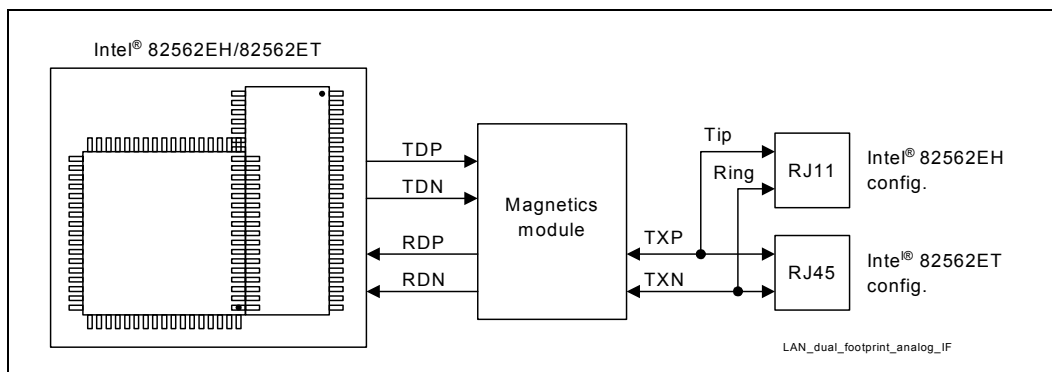 Intel® 82562EH/82562ET
TDP
TDN
RDP
RDN
Magnetics
module
TXP
TXN
Tip
Ring
RJ11
Intel® 82562EH
config.
RJ45
Intel® 82562ET
config.
LAN_dual_footprint_analog_IF